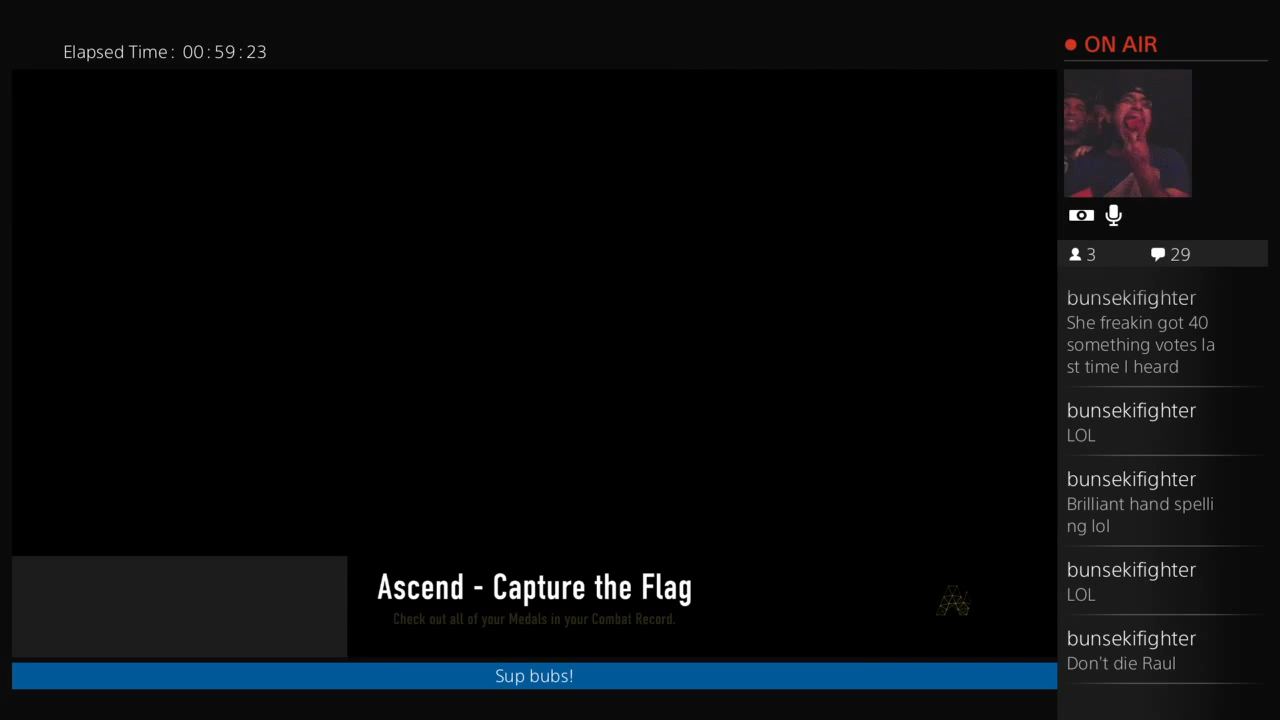 Elapsed Time: 00:59:23
ON AIR
3 29
bunsekifighter
She freakin got 40
something votes la
st time I heard
bunsekifighter
LOL
bunsekifighter
Brilliant hand spelli
ng lol
bunsekifighter
LOL
bunsekifighter
Don't die Raul
Ascend - Capture the Flag
Check out all of your Medals in your Combat Record.
Sup bubs!